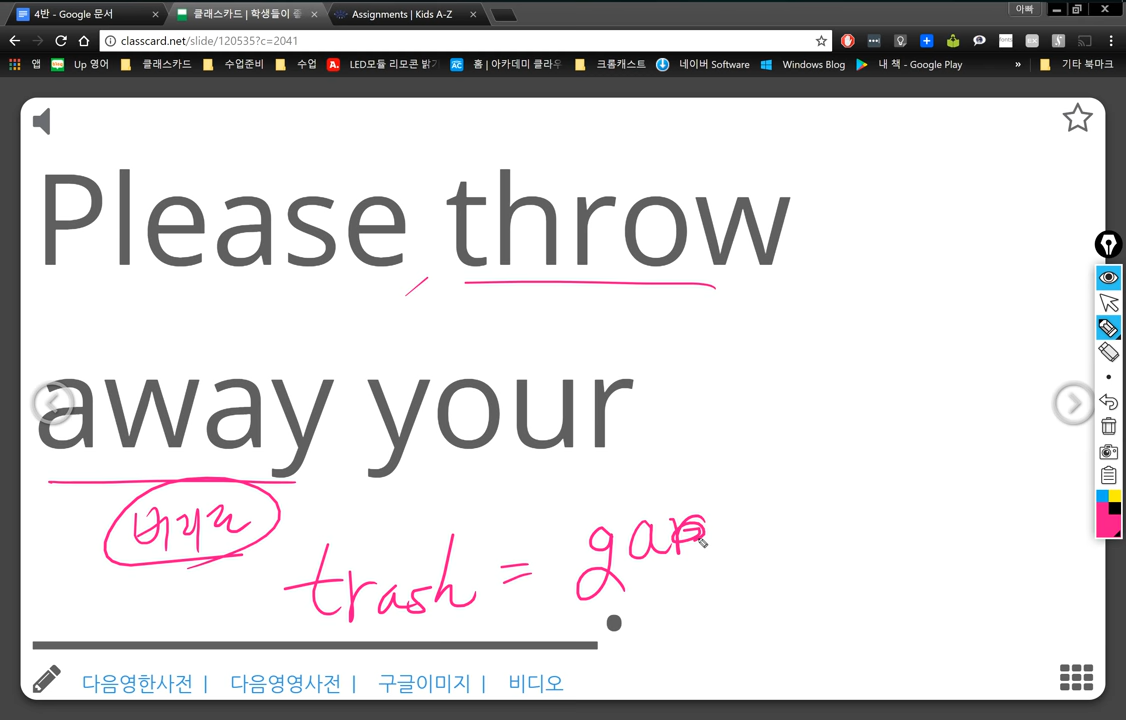 4반 - Google 문서
클래스카드 | 학생들이 즐
Assignments | Kids A-Z
아빠
classcard.net/slide/120535?c=2041
앱
Up 영어
클래스카드
수업준비
수업
LED모듈 리모콘 밝기
홈 | 아카데미 클라우
크롬캐스트
네이버 Software
Windows Blog
내 책 - Google Play
»
기타 북마크
Please throw
away your
버리다
trash = gar
.
다음영한사전 | 다음영영사전 | 구글이미지 | 비디오